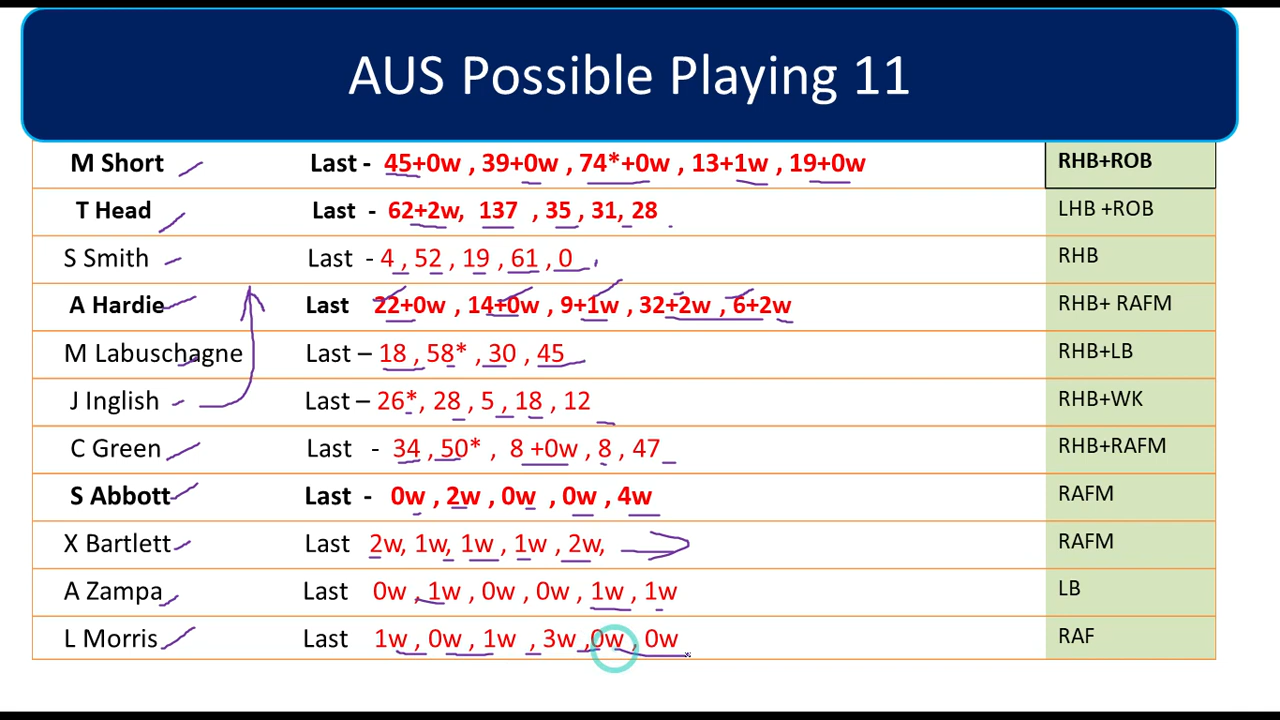 AUS Possible Playing 11
M Short Last - 45+0w , 39+0w , 74*+0w , 13+1w , 19+0w RHB+ROB
T Head Last - 62+2w, 137 , 35 , 31, 28 LHB +ROB
S Smith Last - 4 , 52 , 19 , 61 , 0 RHB
A Hardie Last 22+0w , 14+0w , 9+1w , 32+2w , 6+2w RHB+ RAFM
M Labuschagne Last – 18 , 58* , 30 , 45 RHB+LB
J Inglish Last – 26*, 28 , 5 , 18 , 12 RHB+WK
C Green Last - 34 , 50* , 8 +0w , 8 , 47 RHB+RAFM
S Abbott Last - 0w , 2w , 0w , 0w , 4w RAFM
X Bartlett Last 2w, 1w, 1w , 1w , 2w, RAFM
A Zampa Last 0w , 1w , 0w , 0w , 1w , 1w LB
L Morris Last 1w , 0w , 1w , 3w ,0w , 0w RAF